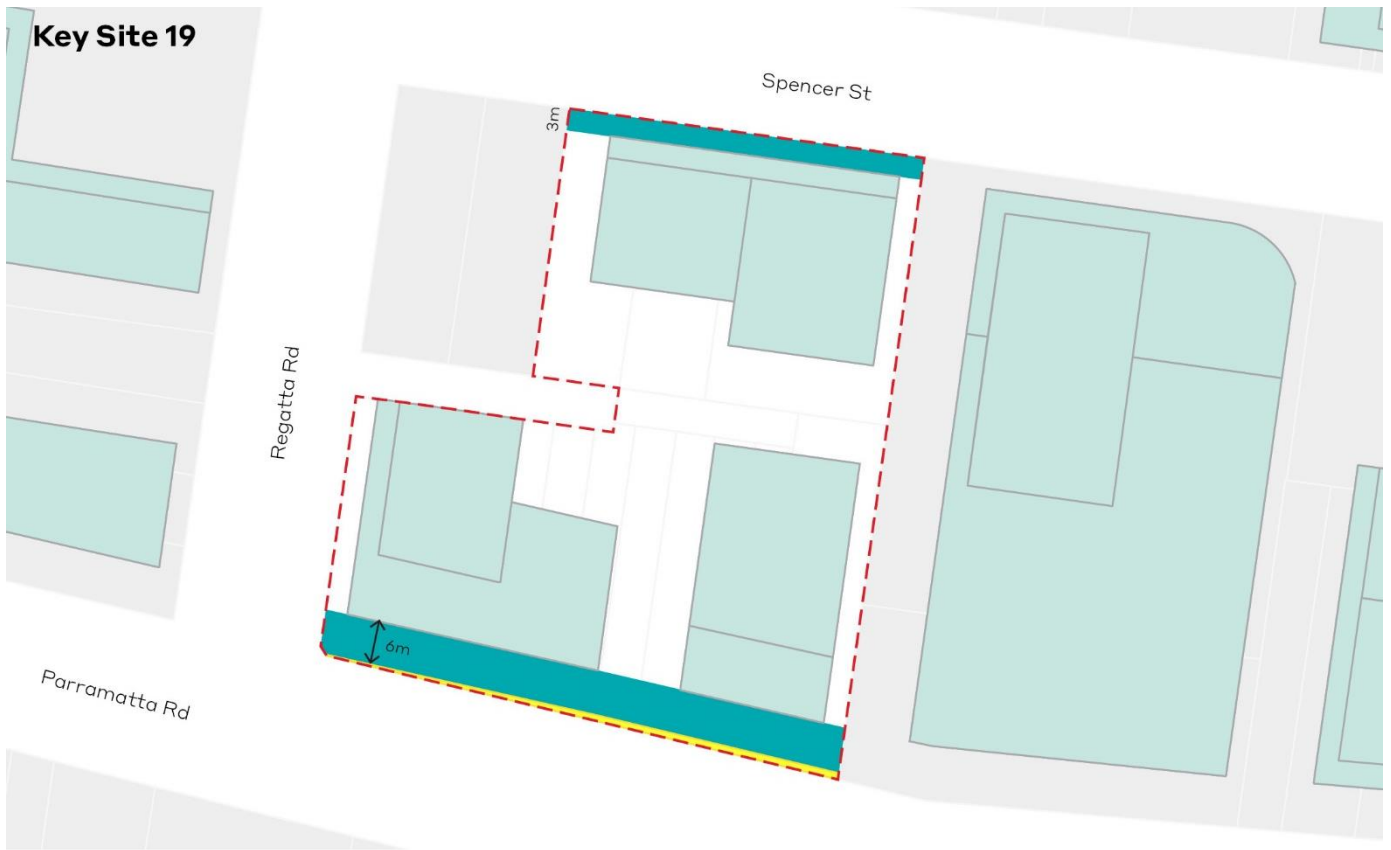 Key Site 19
Spencer St
3m
Regatta Rd
6m
Parramatta Rd